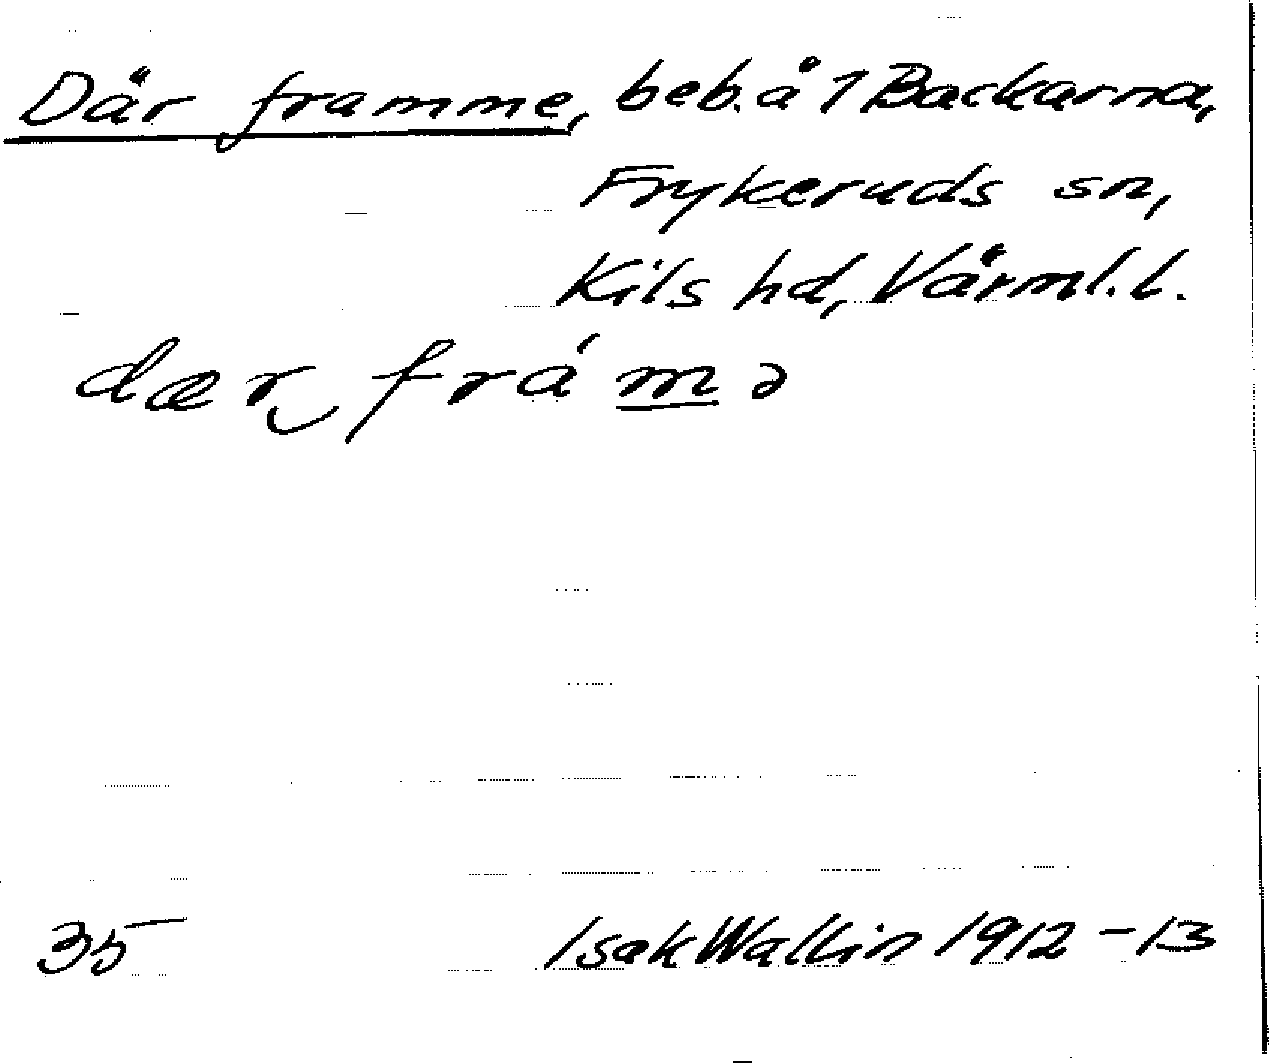 Där framme, beb. å 1 Backarna,
Frykeruds sn,
Kils hd, Värml. l.
dær‿ frámə
35
Isak Wallin 1912-13